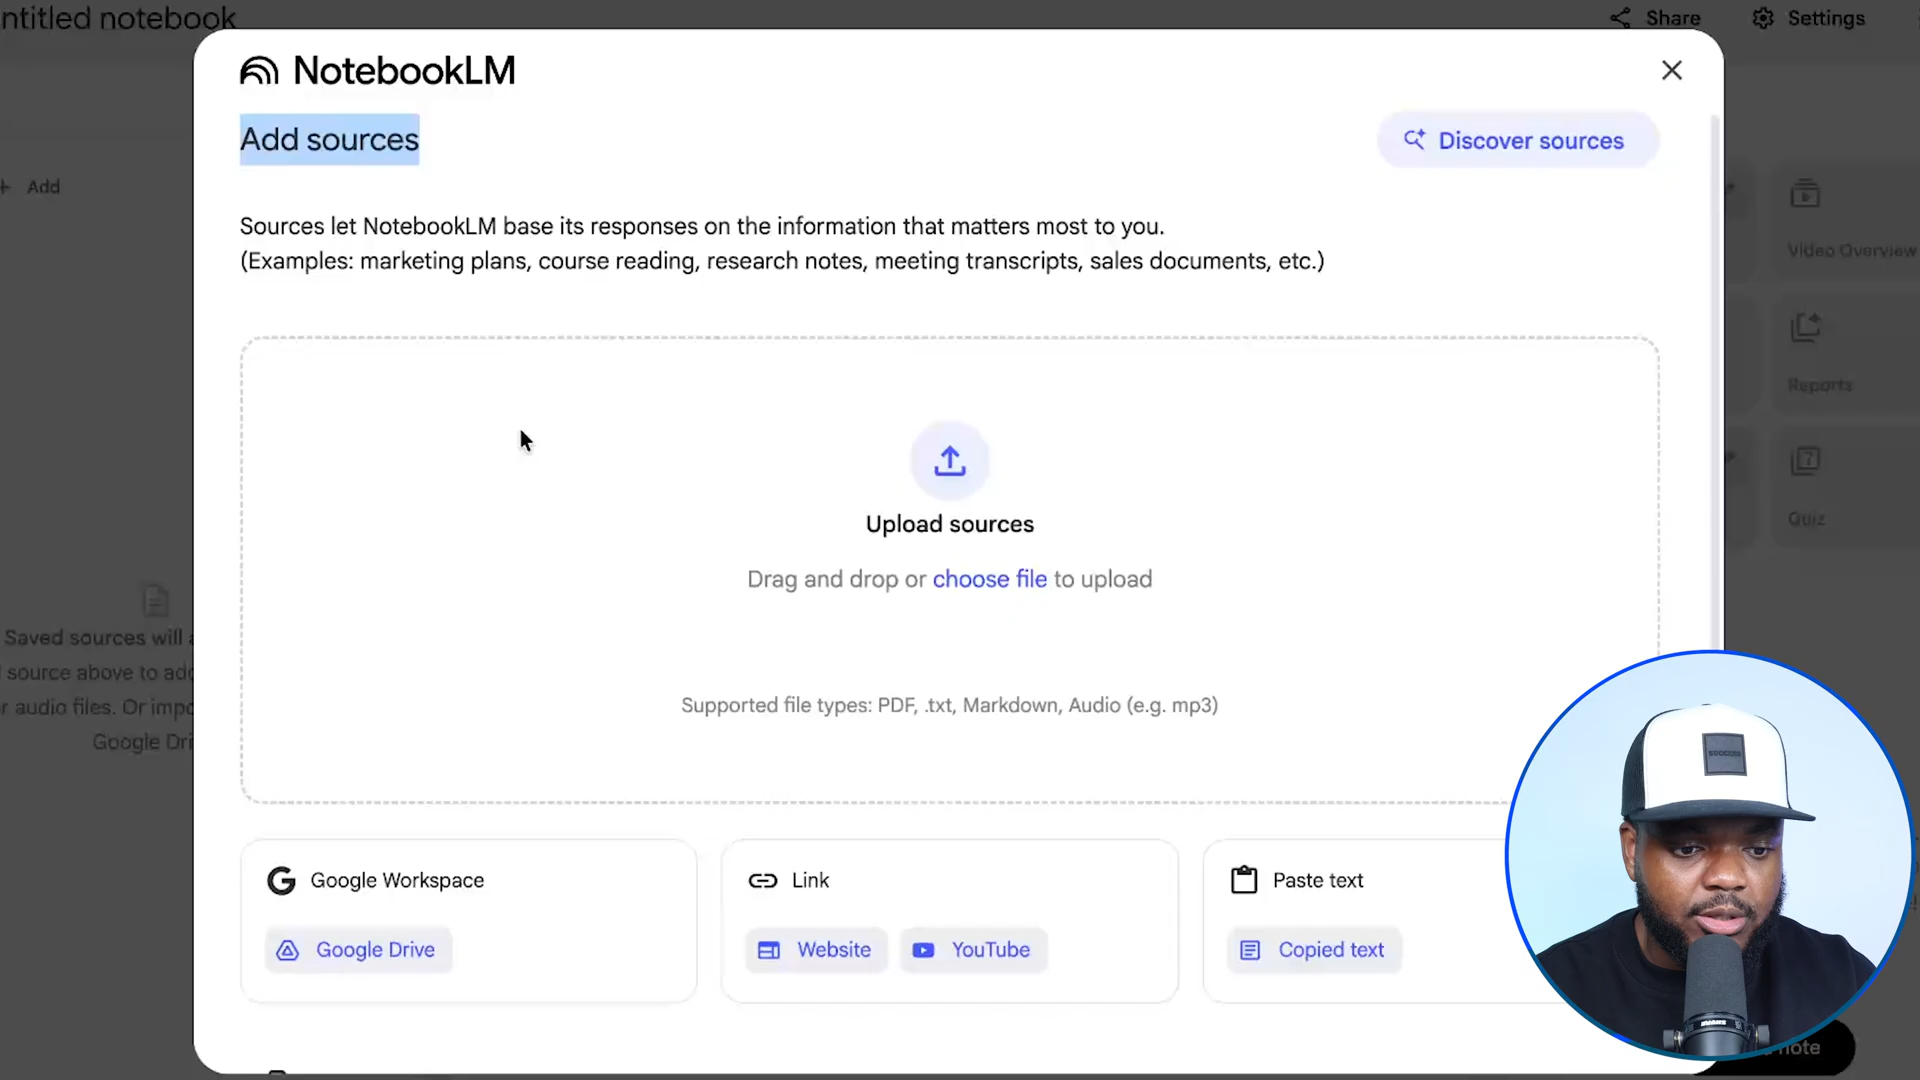 ntitled notebook
Share
Settings
NotebookLM
Add sources
Discover sources
Add
Sources let NotebookLM base its responses on the information that matters most to you.
(Examples: marketing plans, course reading, research notes, meeting transcripts, sales documents, etc.)
Video Overview
Reports
Quiz
Upload sources
Drag and drop or choose file to upload
Saved sources will a
source above to add
r audio files. Or impo
Google Dri
Supported file types: PDF, .txt, Markdown, Audio (e.g. mp3)
SUCCESS
Google Workspace
Google Drive
Link
Website
YouTube
Paste text
Copied text
note